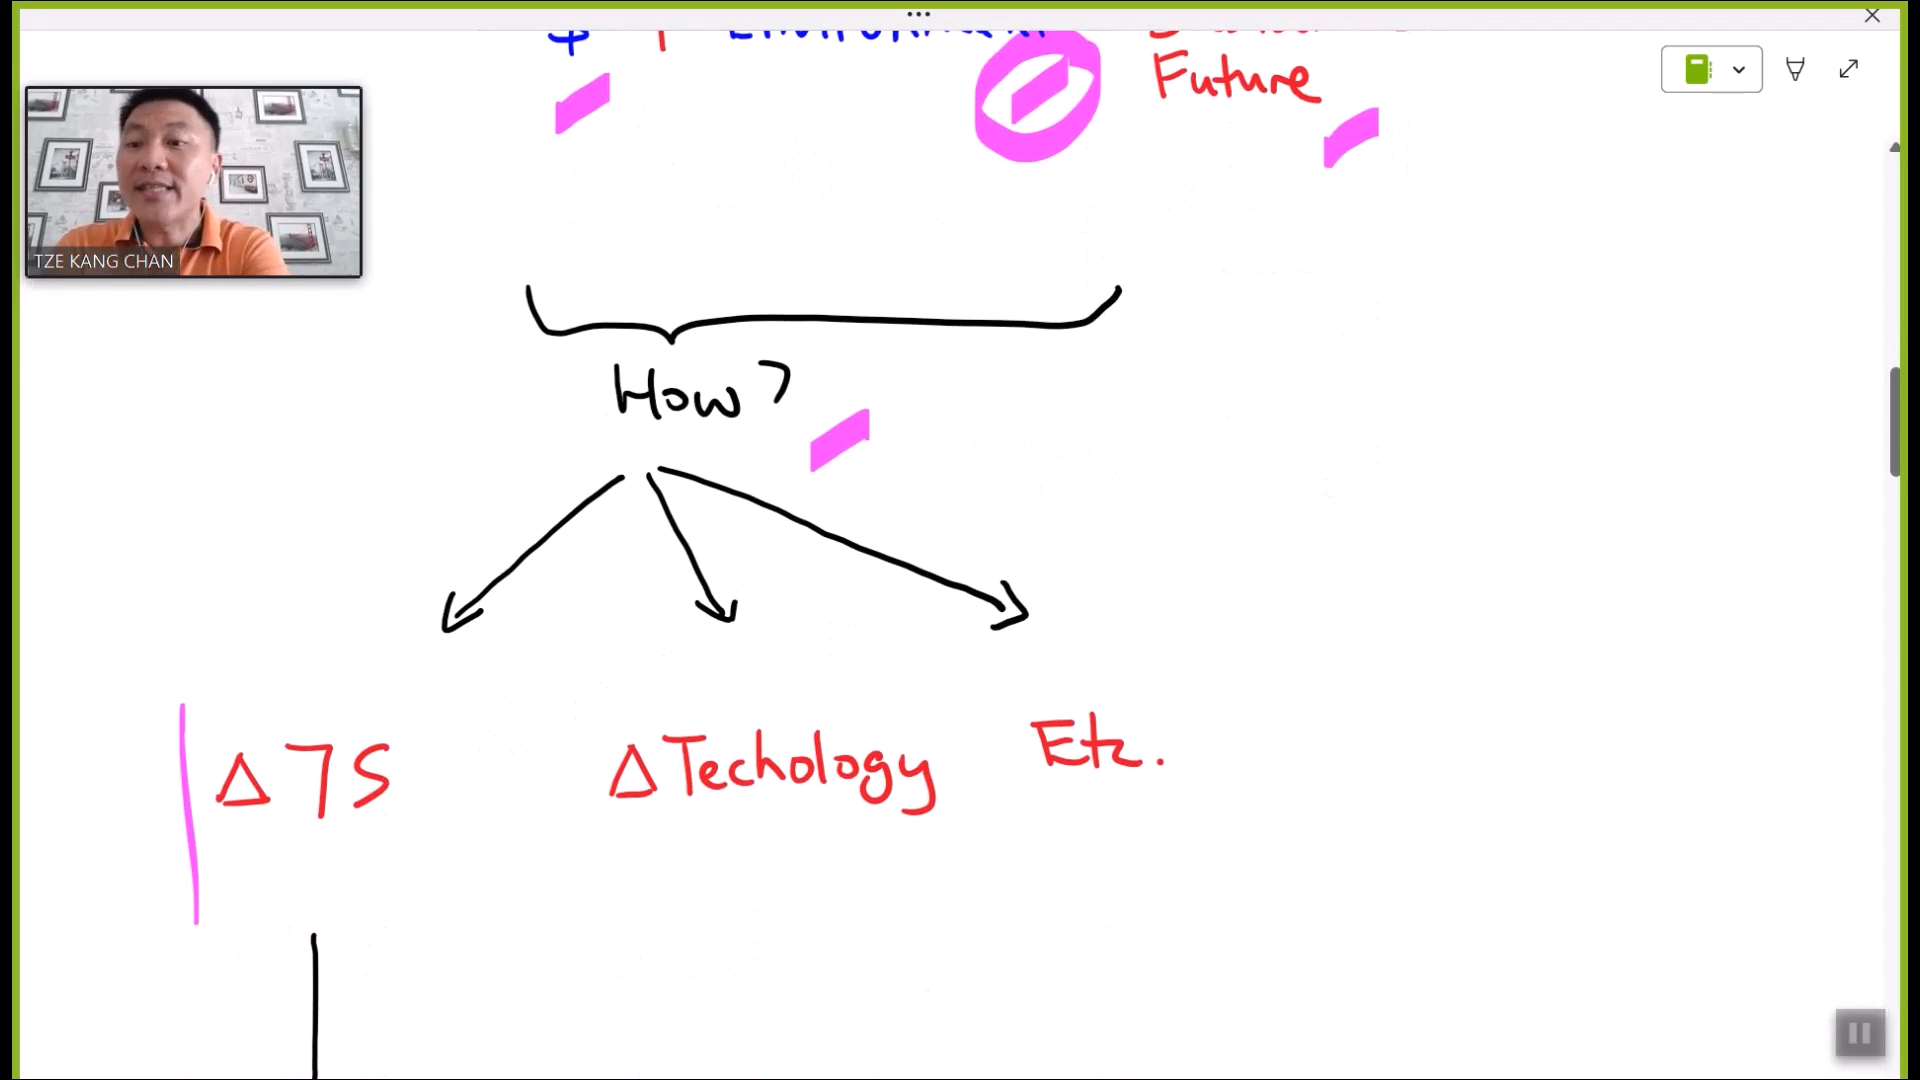 Future
TZE KANG CHAN
How?
Δ 7S
Δ Techology
Etc.